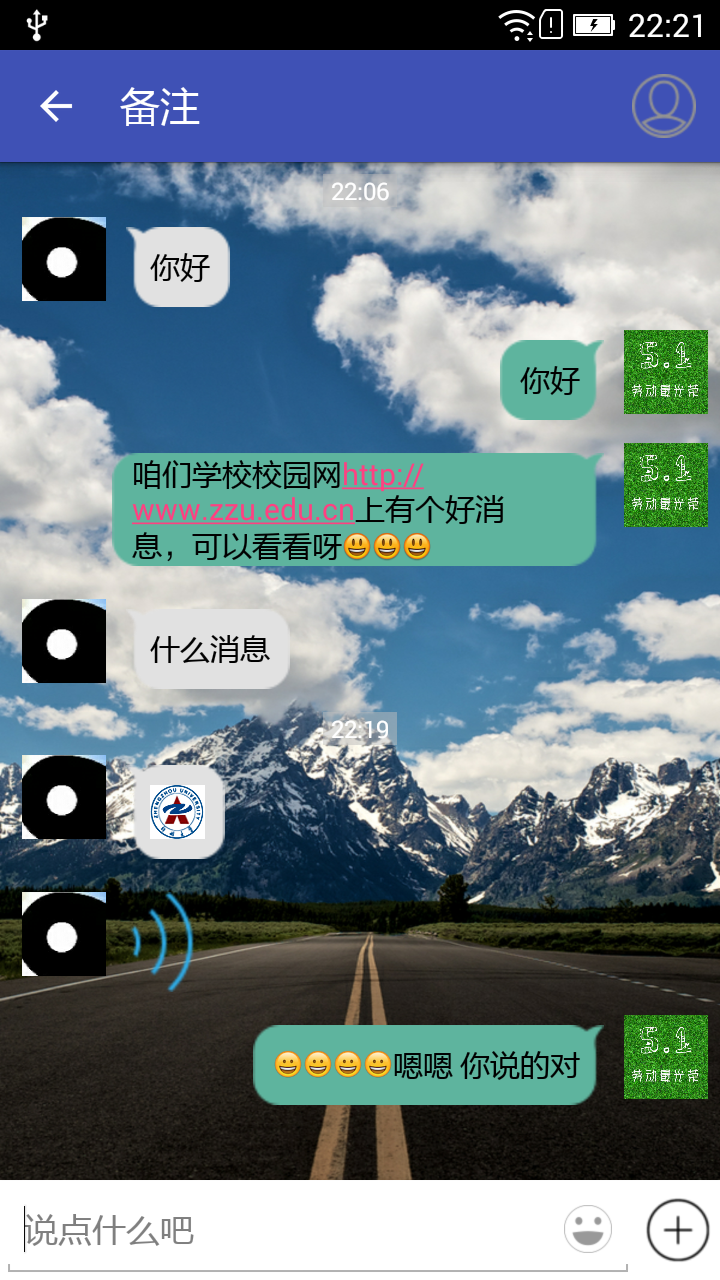 22:21
备注
22:06
你好
你好
5.1
劳动最光荣
咱们学校校园网http://
www.zzu.edu.cn上有个好消
息，可以看看呀😃😃😃
5.1
劳动最光荣
什么消息
22:19
ZHENGZHOU UNIVERSITY
😀😀😀😀嗯嗯 你说的对
5.1
劳动最光荣
说点什么吧